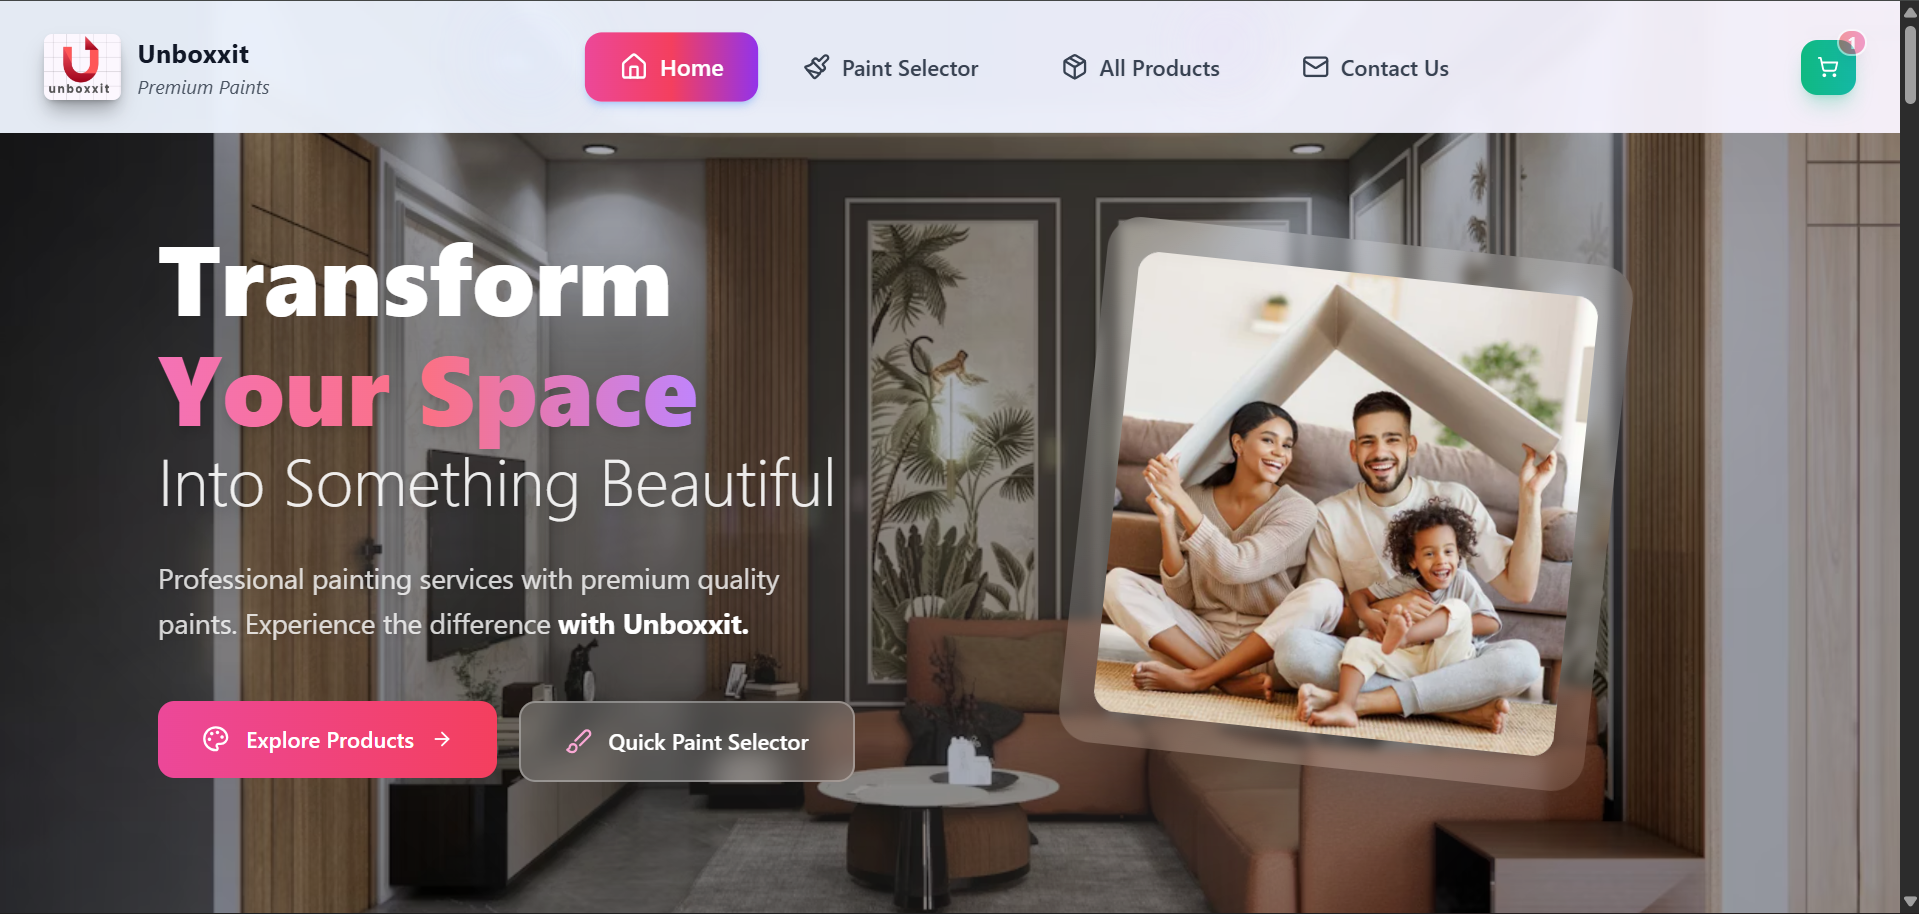 unboxxit
Unboxxit
Premium Paints
Home
Paint Selector
All Products
Contact Us
1
Transform
Your Space
Into Something Beautiful
Professional painting services with premium quality
paints. Experience the difference with Unboxxit.
Explore Products
Quick Paint Selector